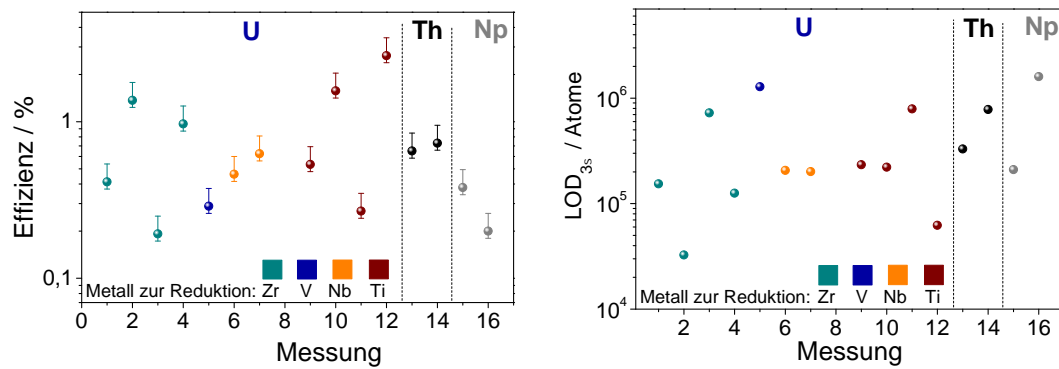 U Th Np
Effizienz / %
1
0,1
Metall zur Reduktion: Zr V Nb Ti
0 2 4 6 8 10 12 14 16
Messung
U Th Np
LOD3s / Atome
10^6
10^5
10^4
Metall zur Reduktion: Zr V Nb Ti
2 4 6 8 10 12 14 16
Messung